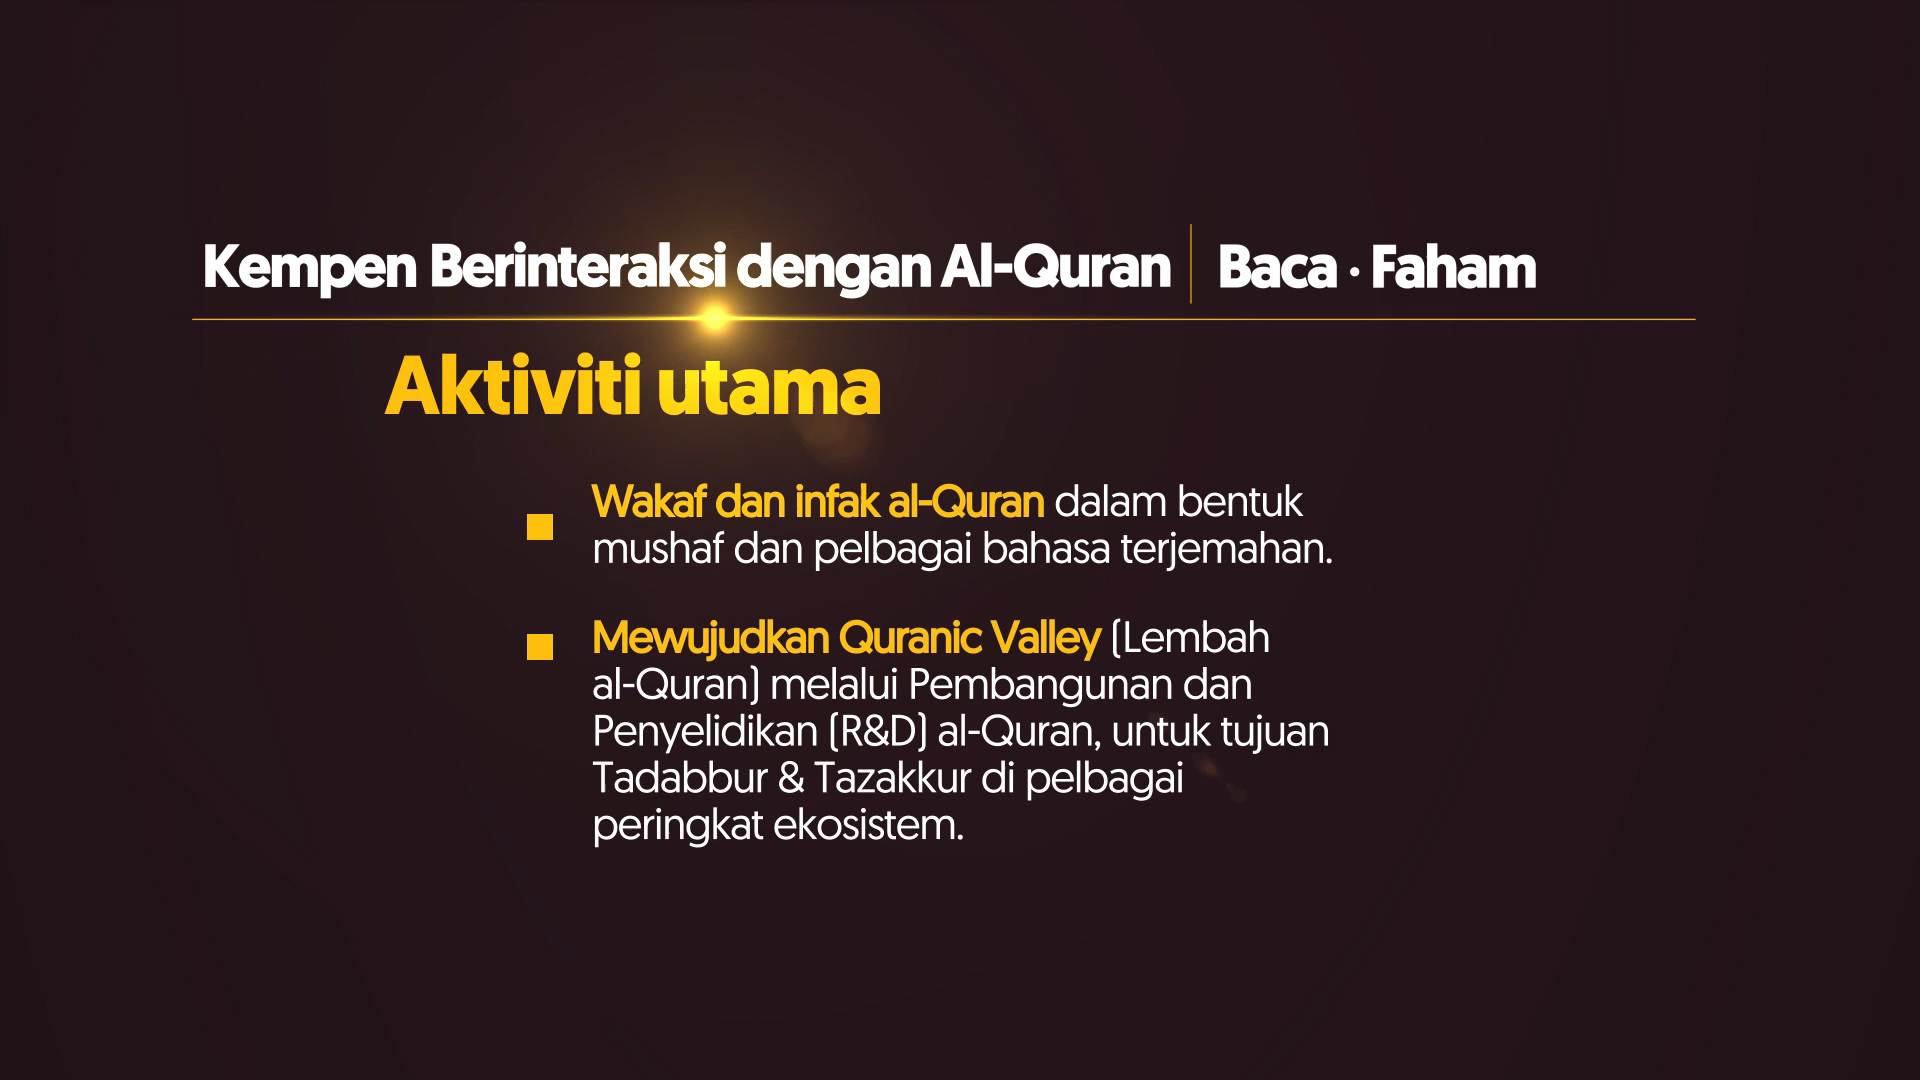 Kempen Berinteraksi dengan Al-Quran | Baca · Faham
Aktiviti utama
Wakaf dan infak al-Quran dalam bentuk
mushaf dan pelbagai bahasa terjemahan.
Mewujudkan Quranic Valley (Lembah
al-Quran) melalui Pembangunan dan
Penyelidikan (R&D) al-Quran, untuk tujuan
Tadabbur & Tazakkur di pelbagai
peringkat ekosistem.